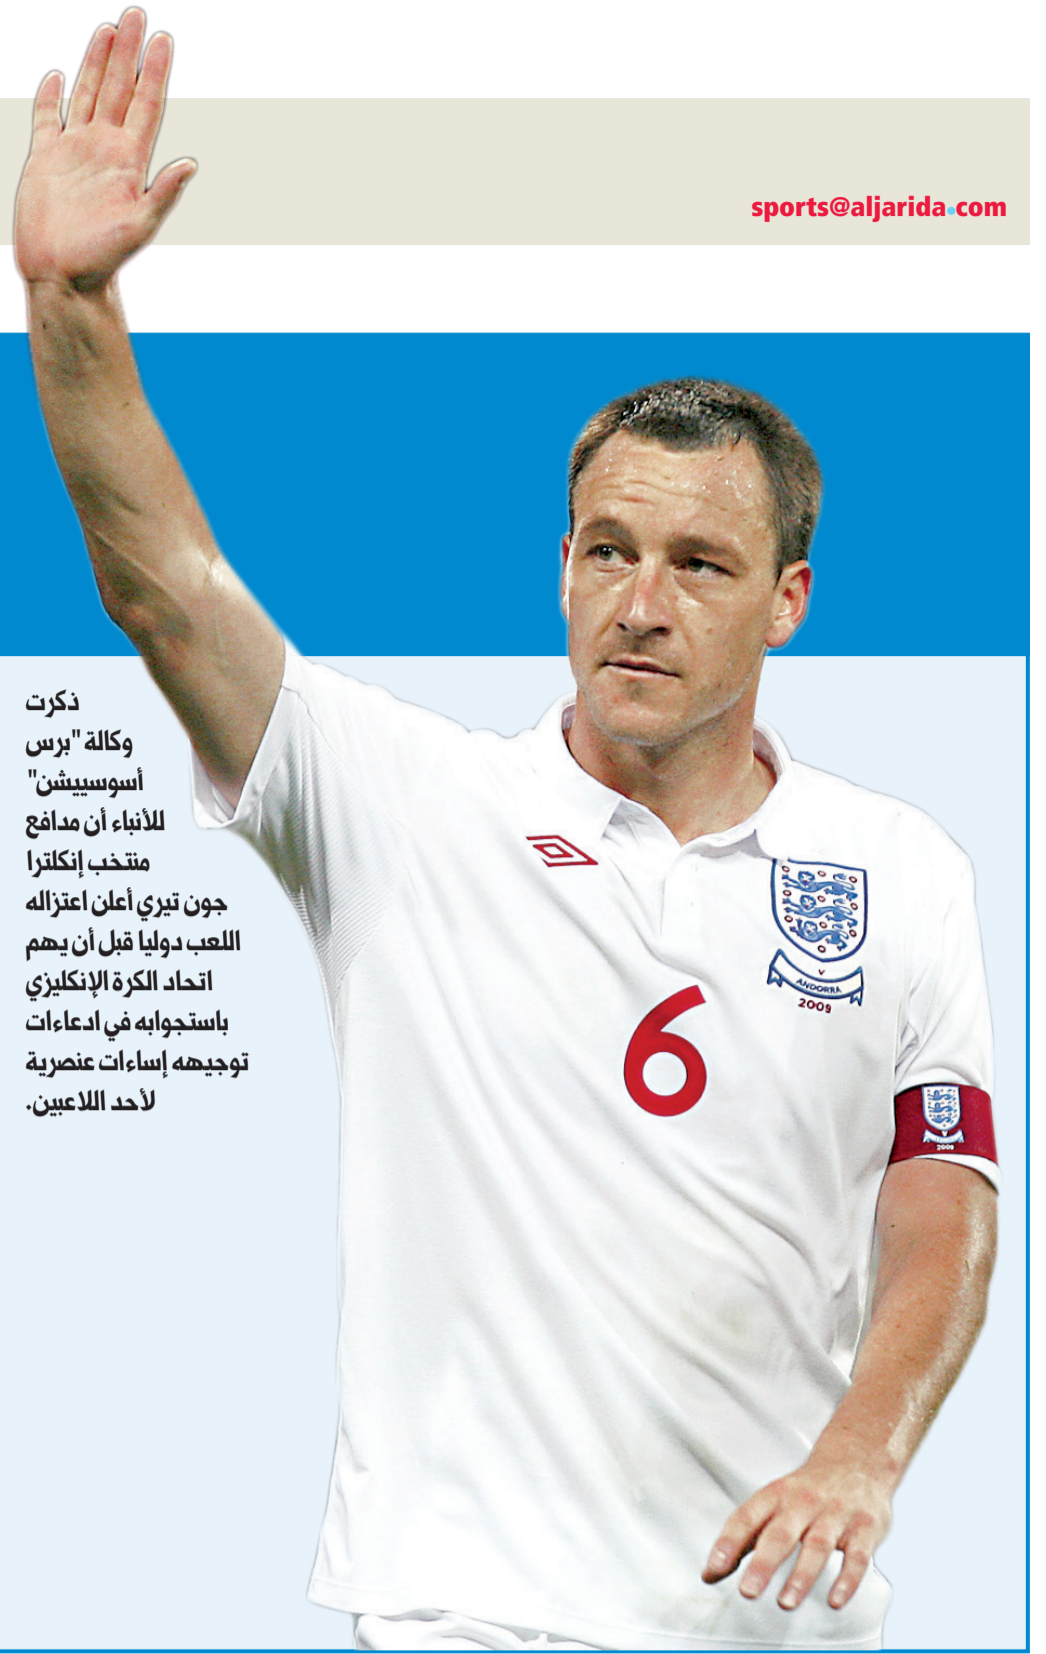 sports@aljarida.com
ذكرت
وكالة "برس
أسوسييشن"
للأنباء أن مدافع
منتخب إنكلترا
جون تيري أعلن اعتزاله
اللعب دوليا قبل أن يهم
اتحاد الكرة الإنكليزي
باستجوابه في ادعاءات
توجيهه إساءات عنصرية
لأحد اللاعبين.
V
ANDORRA
2009
6
V
2009